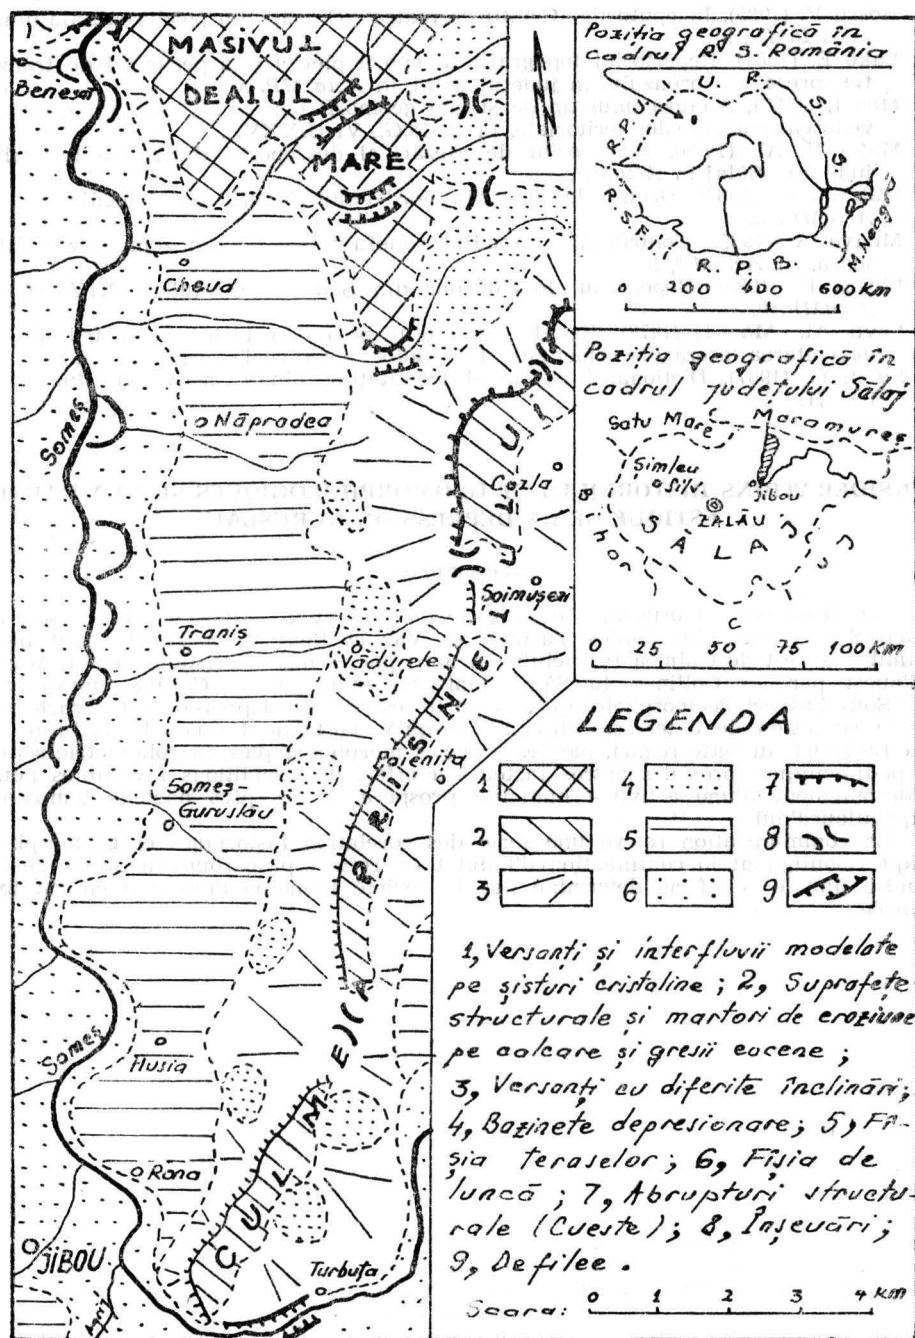 MASIVUL
DEALUL
MARE
Benesat
Cheud
Năpradea
Someș
Cozla
Soimușeni
Traniș
Vădurele
Poienița
Someș
Guruslău
Someș
Husia
Rona
JIBOU
Turbuța
CULMEA PRISNEL
Poziția geografică în
cadrul R. S. România
U. R. S. S.
R. P. U.
R. S. F. I.
R. P. B.
M. Neagră
0 200 400 600 Km
Poziția geografică în
cadrul județului Sălaj
Satu Mare
Maramureș
Simleu
Silv.
Jibou
ZALĂU
SĂLAJ
C
0 25 50 75 100 Km
LEGENDA
1 4 7
2 5 8
3 6 9
1, Versanți și interfluvii modelate
pe șisturi cristaline ; 2, Suprafețe
structurale și martori de eroziune
pe calcare și gresii eocene ;
3, Versanți cu diferite înclinări;
4, Bazinete depresionare; 5, Fî-
șia teraselor; 6, Fîșia de
luncă ; 7, Abrupturi structu-
rale (Cueste) ; 8, Înșeuări ;
9, Defilee .
Scara: 0 1 2 3 4 Km